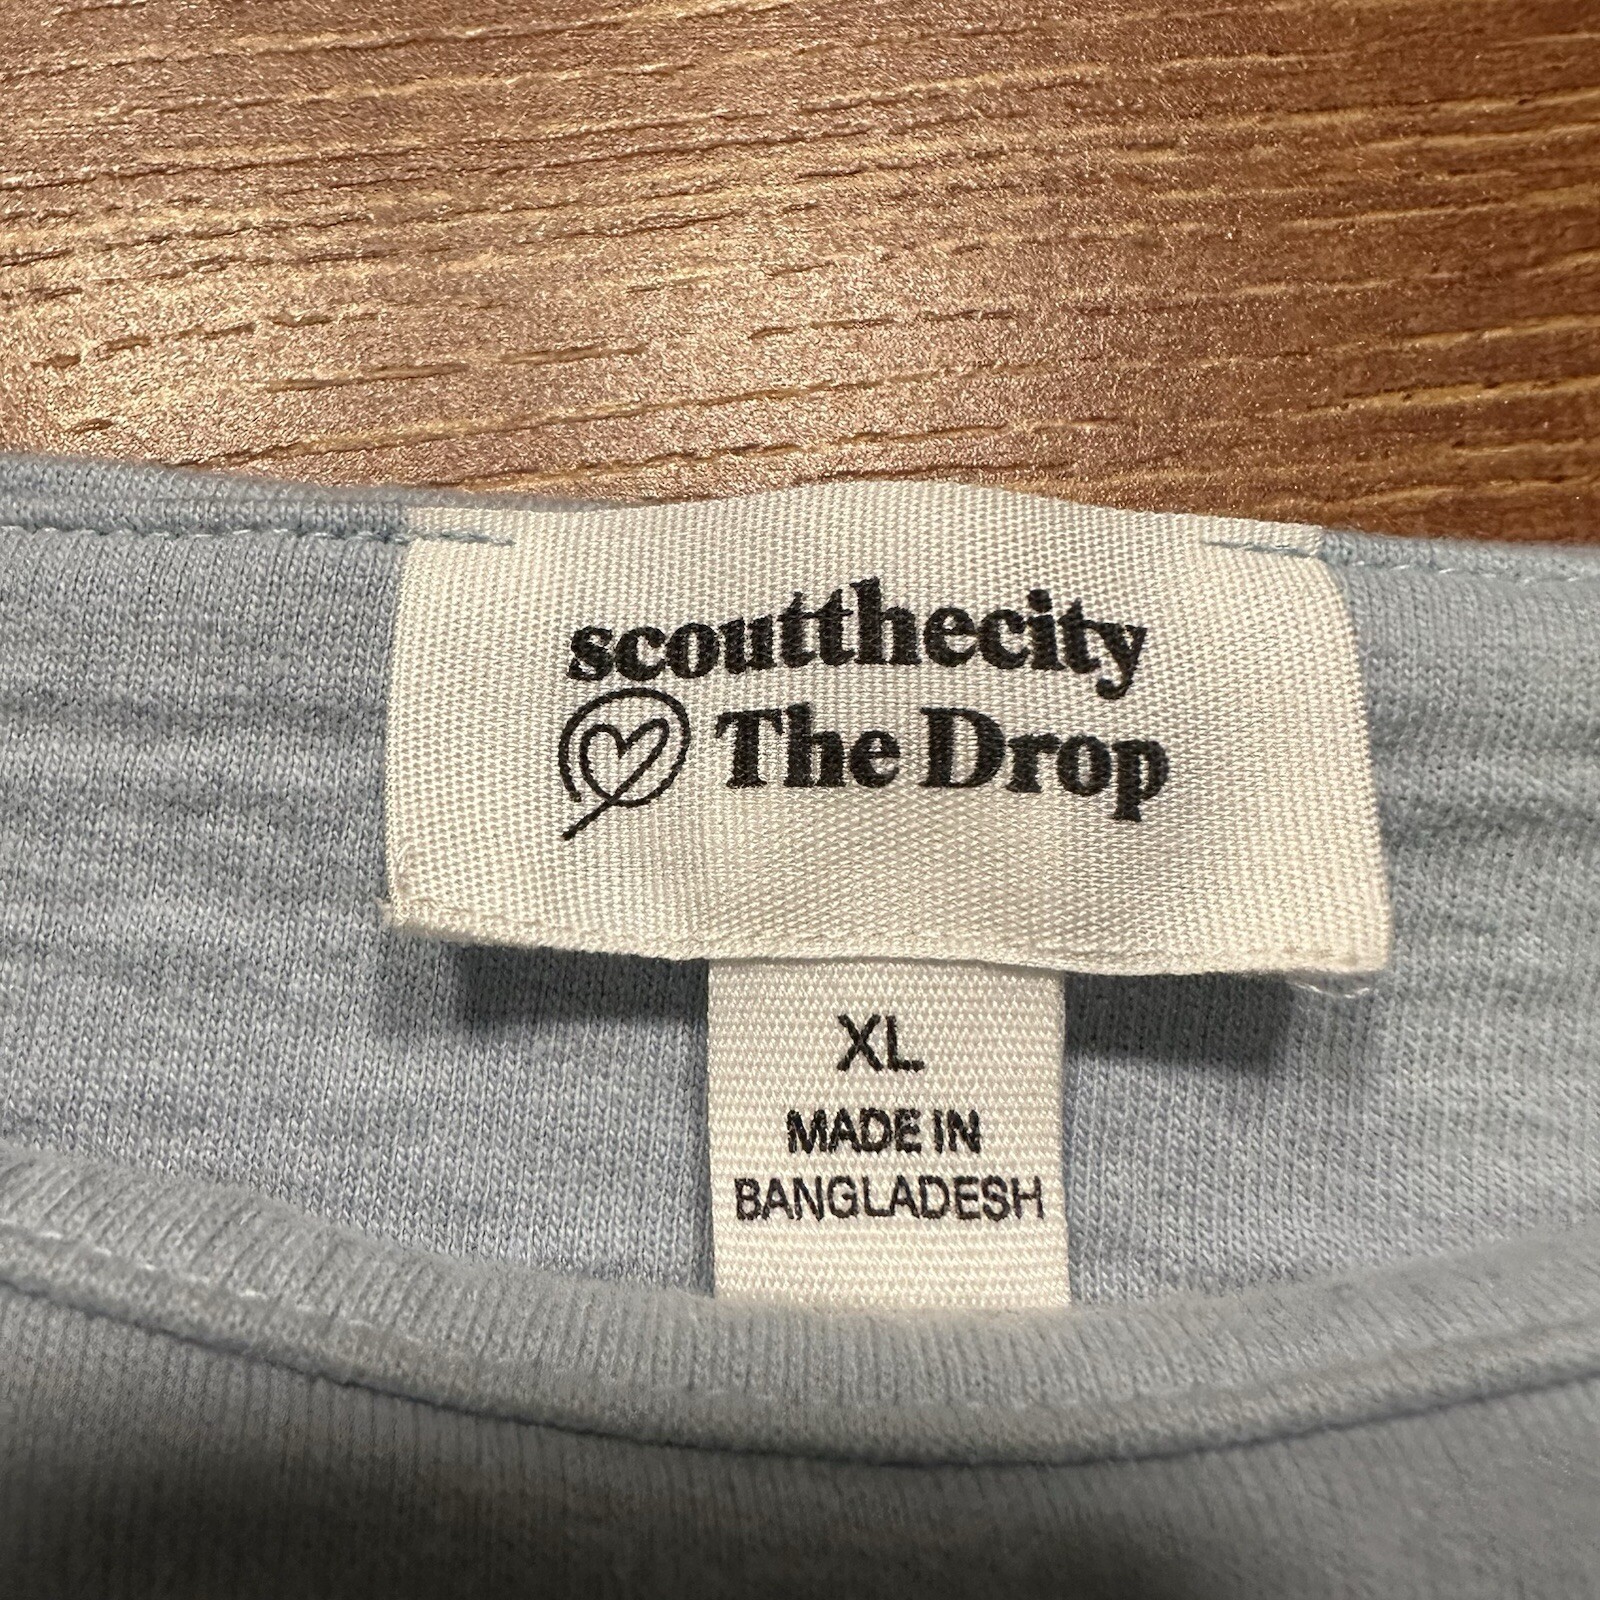 scoutthecity
The Drop
XL
MADE IN
BANGLADESH